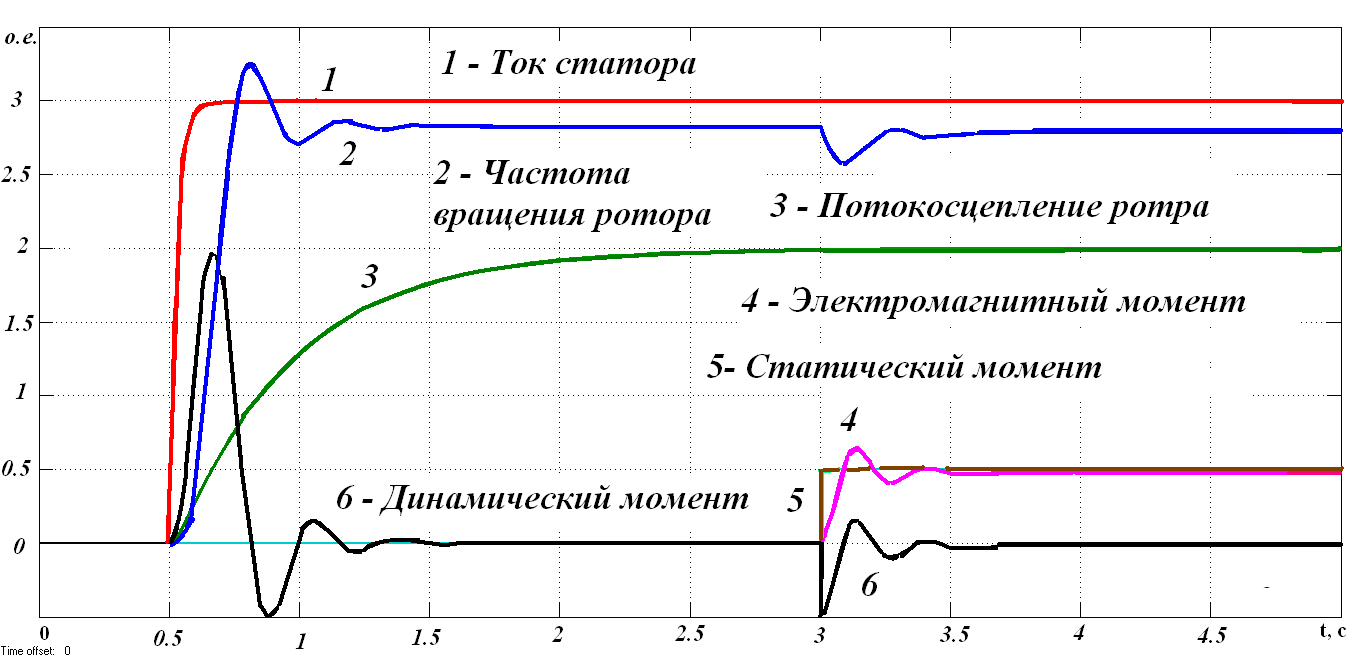 о.е.
1 - Ток статора
1
3
2
2.5
2 - Частота
вращения ротора
3 - Потокосцепление ротра
2
3
4 - Электромагнитный момент
1.5
5- Статический момент
1
4
0.5
6 - Динамический момент
5
0
6
0
0.5
1
1.5
2
2.5
3
3.5
4
4.5
t, c
Time offset: 0